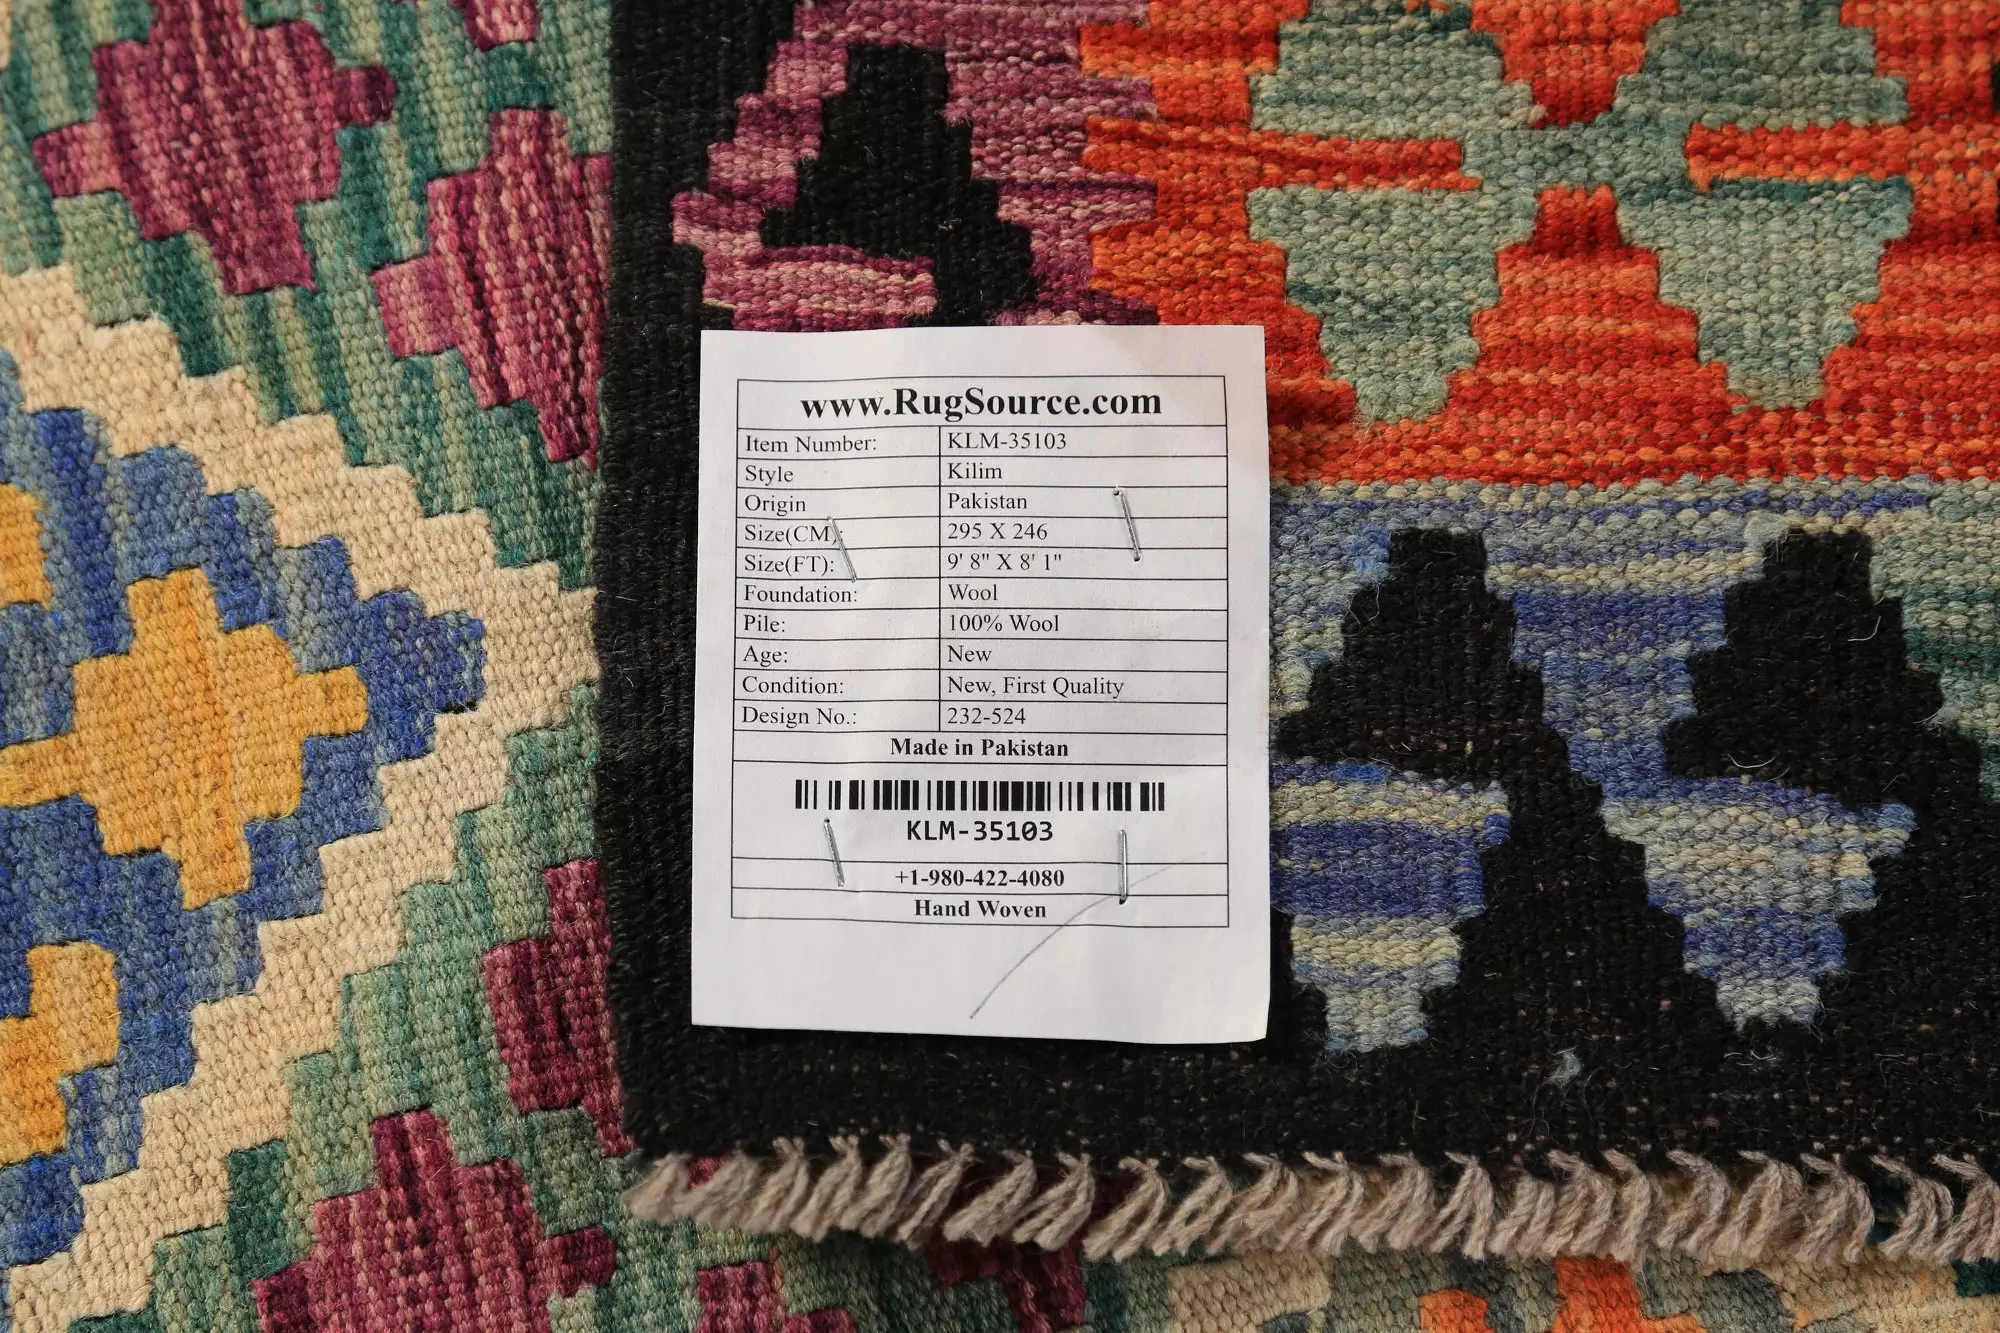 www.RugSource.com
Item Number: KLM-35103
Style Kilim
Origin Pakistan
Size(CM) 295 X 246
Size(FT): 9' 8" X 8' 1"
Foundation: Wool
Pile: 100% Wool
Age: New
Condition: New, First Quality
Design No.: 232-524
Made in Pakistan
KLM-35103
+1-980-422-4080
Hand Woven